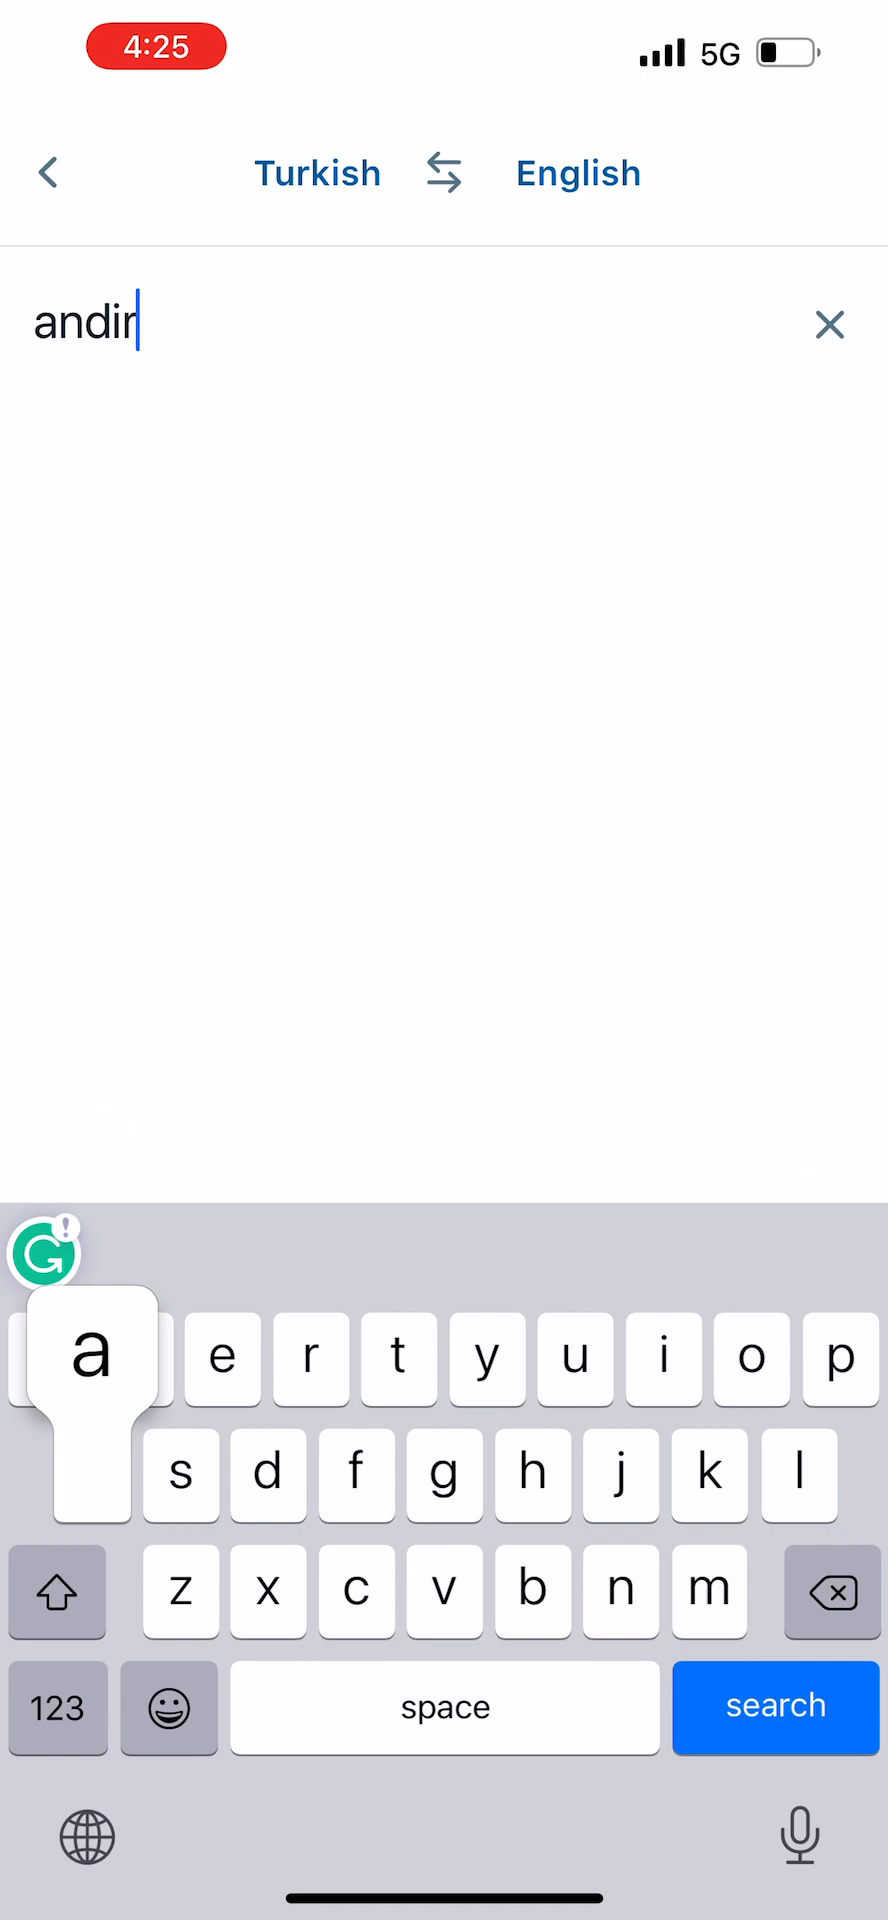 4:25 5G
Turkish English
andir
a e r t y u i o p
s d f g h j k l
z x c v b n m
123 space search